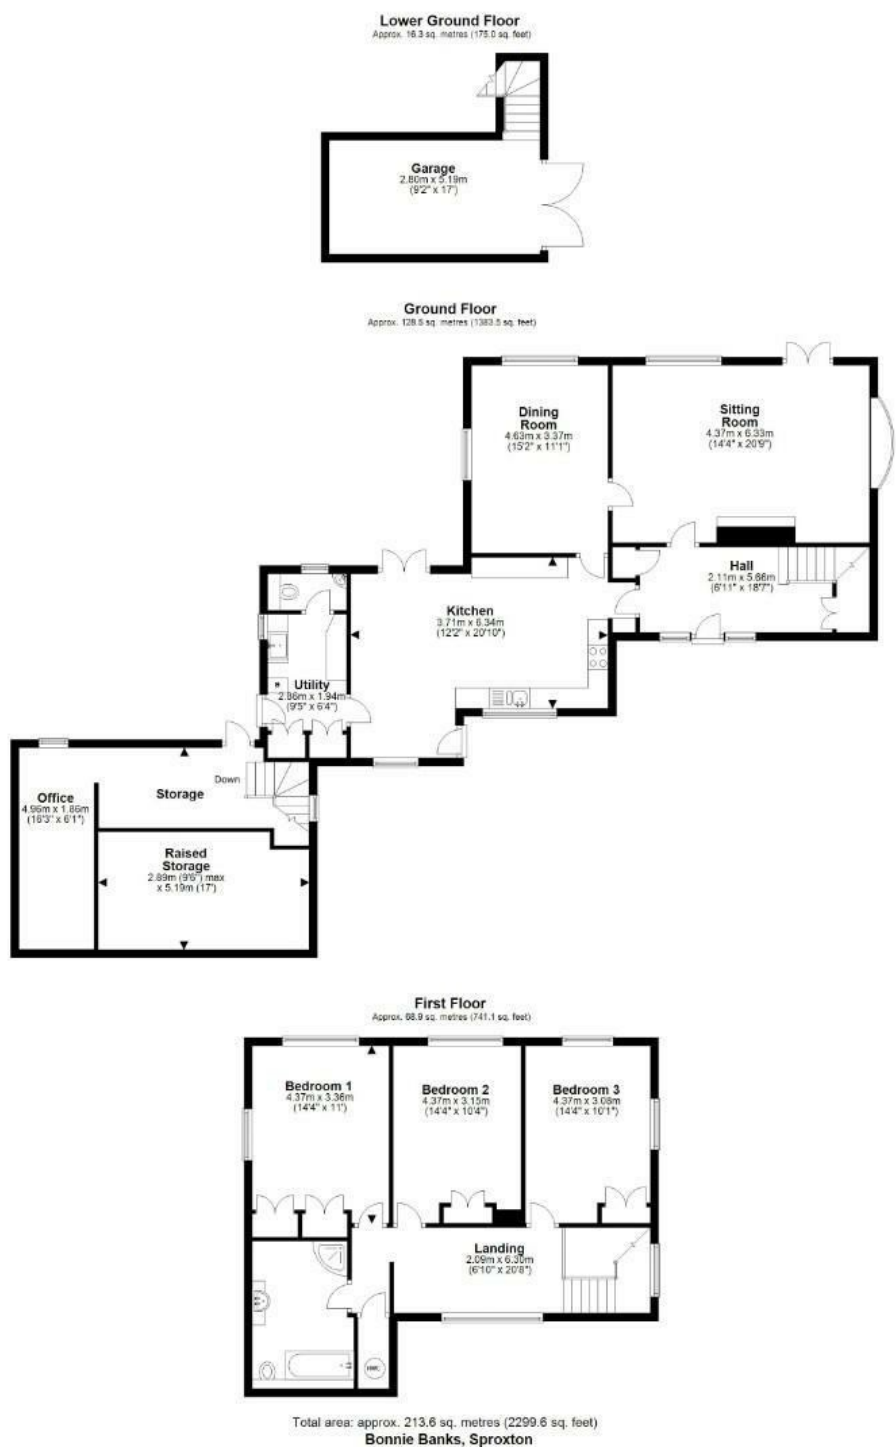 Lower Ground Floor
Approx. 16.3 sq. metres (175.0 sq. feet)
Garage
2.80m x 5.19m
(9'2" x 17')
Ground Floor
Approx. 128.5 sq. metres (1383.5 sq. feet)
Dining
Room
4.63m x 3.37m
(15'2" x 11'1")
Sitting
Room
4.37m x 6.33m
(14'4" x 20'9")
Hall
2.11m x 5.66m
(6'11" x 18'7")
Kitchen
3.71m x 6.34m
(12'2" x 20'10")
Utility
2.86m x 1.94m
(9'5" x 6'4")
Down
Storage
Office
4.96m x 1.86m
(16'3" x 6'1")
Raised
Storage
2.89m (9'6") max
x 5.19m (17')
First Floor
Approx. 68.9 sq. metres (741.1 sq. feet)
Bedroom 1
4.37m x 3.36m
(14'4" x 11')
Bedroom 2
4.37m x 3.15m
(14'4" x 10'4")
Bedroom 3
4.37m x 3.08m
(14'4" x 10'1")
Landing
2.09m x 6.30m
(6'10" x 20'8")
HWC
Total area: approx. 213.6 sq. metres (2299.6 sq. feet)
Bonnie Banks, Sproxton